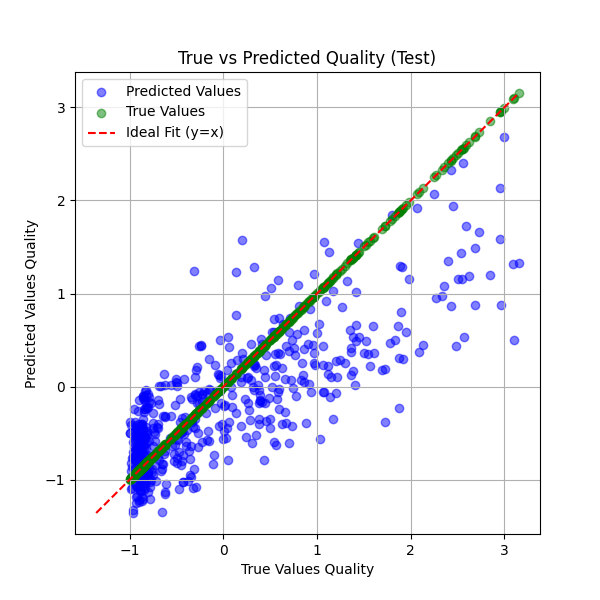 True vs Predicted Quality (Test)
Predicted Values
True Values
Ideal Fit (y=x)
3
2
1
0
−1
Predicted Values Quality
−1 0 1 2 3
True Values Quality